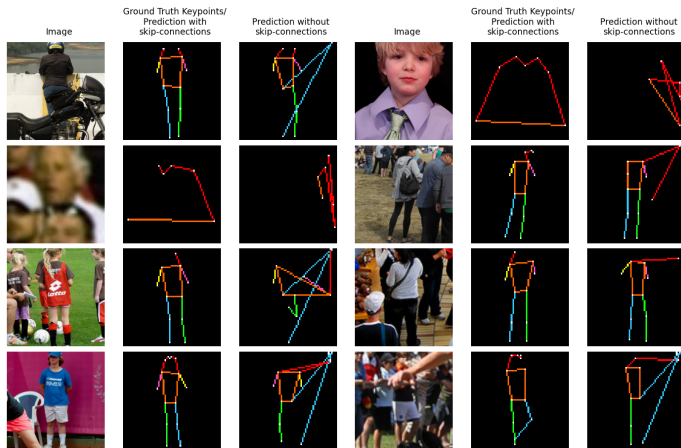 Image
Ground Truth Keypoints/
Prediction with
skip-connections
Prediction without
skip-connections
Image
Ground Truth Keypoints/
Prediction with
skip-connections
Prediction without
skip-connections
lotto